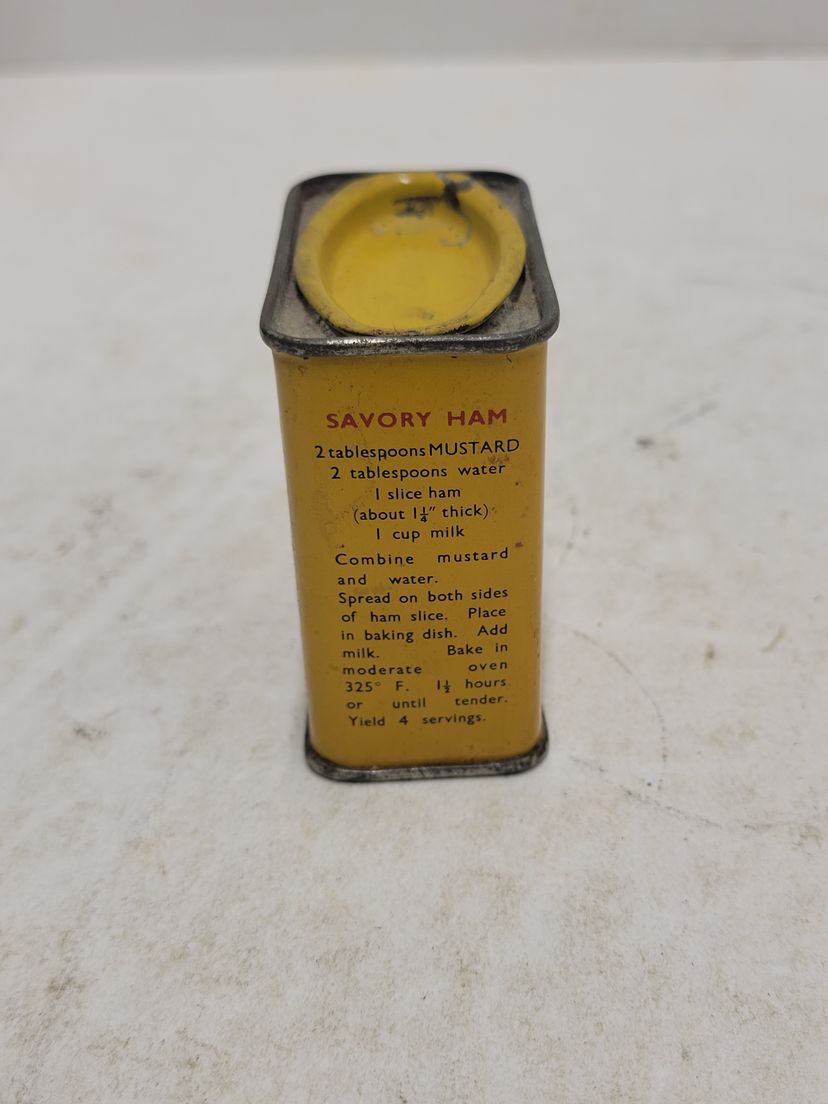 SAVORY HAM
2 tablespoons MUSTARD
2 tablespoons water
1 slice ham
(about 1¼" thick)
1 cup milk
Combine mustard
and water.
Spread on both sides
of ham slice. Place
in baking dish. Add
milk. Bake in
moderate oven
325° F. 1½ hours
or until tender.
Yield 4 servings.